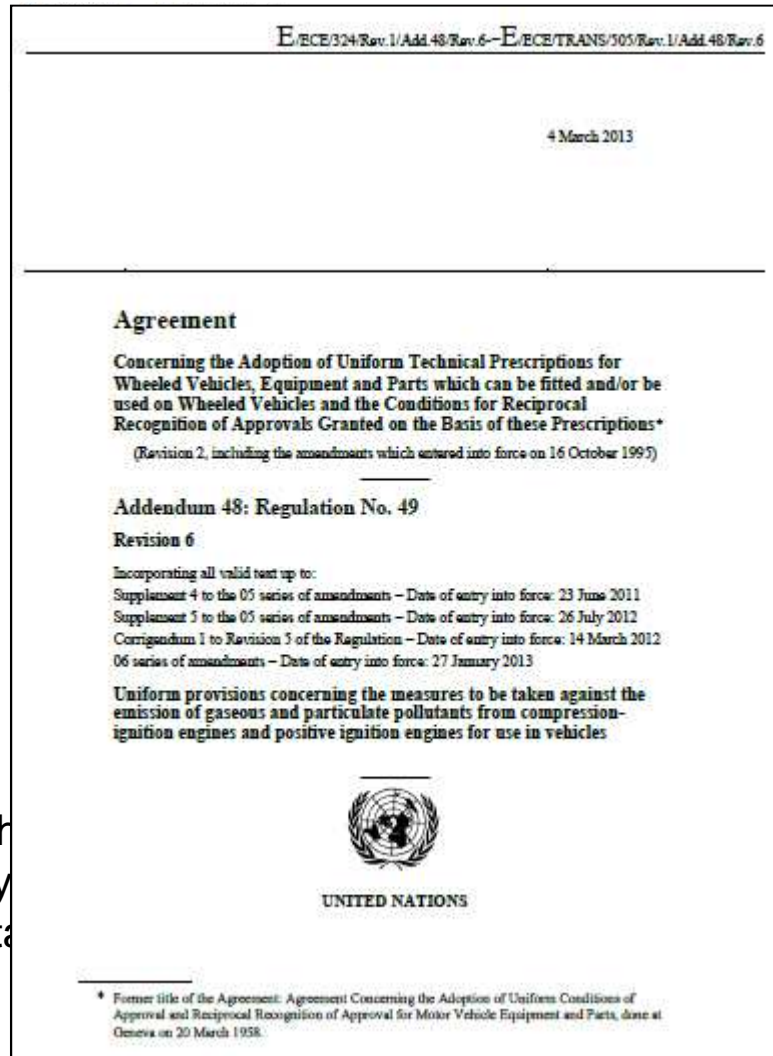 E/ECE/324/Rev.1/Add.48/Rev.6−E/ECE/TRANS/505/Rev.1/Add.48/Rev.6
4 March 2013
Agreement
Concerning the Adoption of Uniform Technical Prescriptions for
Wheeled Vehicles, Equipment and Parts which can be fitted and/or be
used on Wheeled Vehicles and the Conditions for Reciprocal
Recognition of Approvals Granted on the Basis of these Prescriptions*
(Revision 2, including the amendments which entered into force on 16 October 1995)
Addendum 48: Regulation No. 49
Revision 6
Incorporating all valid text up to:
Supplement 4 to the 05 series of amendments – Date of entry into force: 23 June 2011
Supplement 5 to the 05 series of amendments – Date of entry into force: 26 July 2012
Corrigendum 1 to Revision 5 of the Regulation – Date of entry into force: 14 March 2012
06 series of amendments – Date of entry into force: 27 January 2013
Uniform provisions concerning the measures to be taken against the
emission of gaseous and particulate pollutants from compression-
ignition engines and positive ignition engines for use in vehicles
UNITED NATIONS
* Former title of the Agreement: Agreement Concerning the Adoption of Uniform Conditions of
Approval and Reciprocal Recognition of Approval for Motor Vehicle Equipment and Parts, done at
Geneva on 20 March 1958.